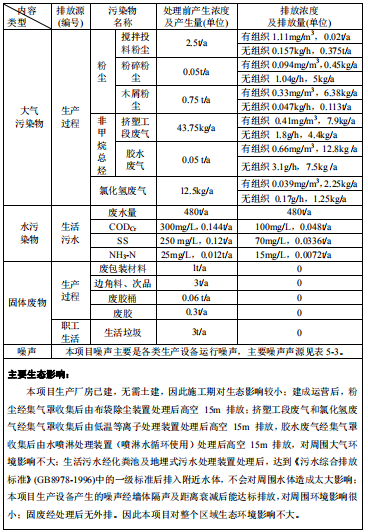 内容 类型 排放源(编号) 污染物名称 处理前产生浓度及产生量(单位) 排放浓度及排放量(单位)
大气污染物 生产过程 粉尘 搅拌投料粉尘 2.5t/a 有组织 1.11mg/m³，0.02t/a
无组织 0.157kg/h，0.375t/a
粉碎粉尘 0.05t/a 有组织 0.094mg/m³,0.45kg/a
无组织 1.04g/h，5kg/a
木屑粉尘 0.75 t/a 有组织 0.33mg/m³，6.38kg/a
无组织 0.047kg/h，0.113t/a
非甲烷总烃 挤塑工段废气 43.75kg/a 有组织 0.41mg/m³，7.9kg/a
无组织 1.8g/h，4.4kg/a
胶水废气 0.05 t/a 有组织 0.66mg/m³，12.8kg /a
无组织 3.1g/h，7.5kg /a
氯化氢废气 12.5kg/a 有组织 0.039mg/m³,2.25kg/a
无组织 0.17g/h，1.25kg/a
水污染物 生活污水 废水量 480t/a 480t/a
CODCr 300mg/L，0.144t/a 100mg/L，0.048t/a
SS 250 mg/L，0.12t/a 70mg/L，0.0336t/a
NH3-N 25mg/L，0.012t/a 15mg/L，0.0072t/a
固体废物 生产过程 废包装材料 1t/a 0
边角料、次品 3t/a 0
废胶桶 0.06 t/a 0
废胶 0.3t/a 0
职工生活 生活垃圾 3t/a 0
噪声 本项目噪声主要是各类生产设备运行噪声，主要噪声声源见表 5-3。
主要生态影响：
本项目生产厂房已建，无需土建，因此施工期对生态影响较小；建成运营后，粉
尘经集气罩收集后由布袋除尘装置处理后高空 15m 排放；挤塑工段废气和氯化氢废
气经集气罩收集后由低温等离子处理装置处理后高空 15m 排放，胶水废气经集气罩
收集后由水喷淋处理装置（喷淋水循环使用）处理后高空 15m 排放，对周围大气环
境影响不大；生活污水经化粪池及地埋式污水处理装置处理后，达到《污水综合排放
标准》(GB8978-1996)中的一级标准后排入附近水体，不会对周围水体造成太大影响；
本项目生产设备产生的噪声经墙体隔声及距离衰减后能达标排放，对周围环境影响很
小；固废经处理后无外排。因此本项目对整个区域生态环境影响不大。